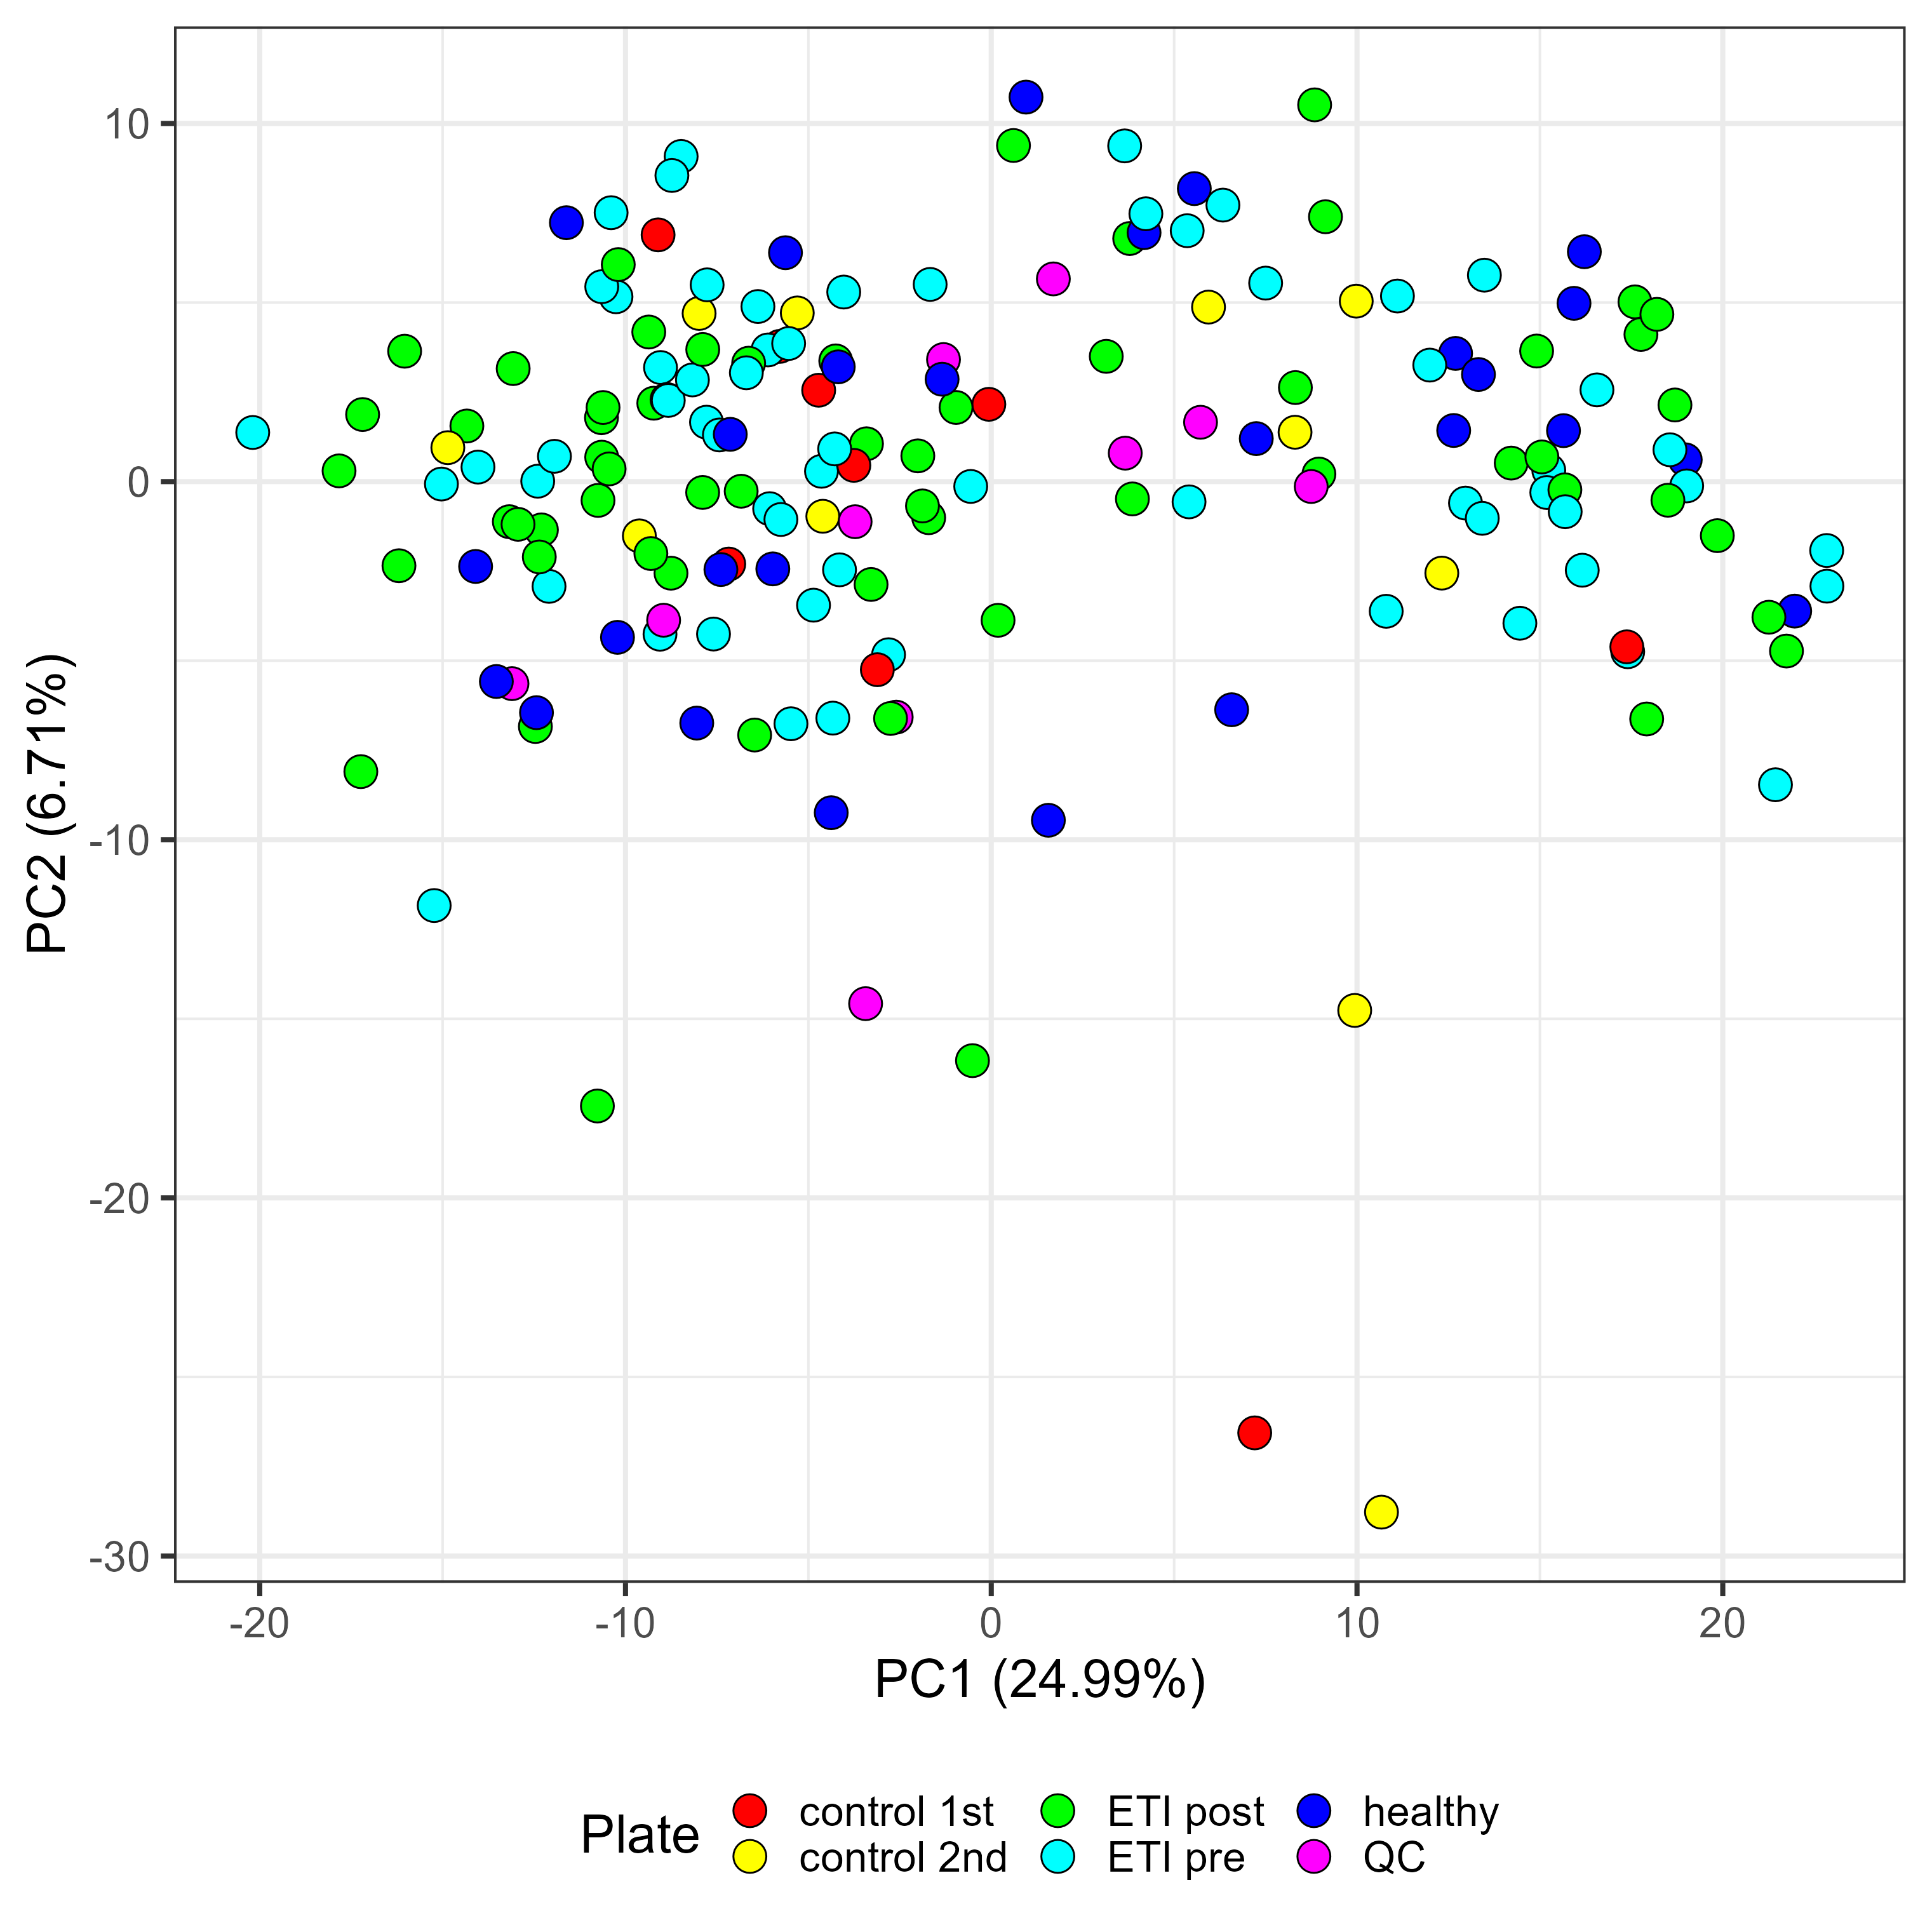 10
0
-10
-20
-30
PC2 (6.71%)
-20 -10 0 10 20
PC1 (24.99%)
Plate
control 1st ETI post healthy
control 2nd ETI pre QC